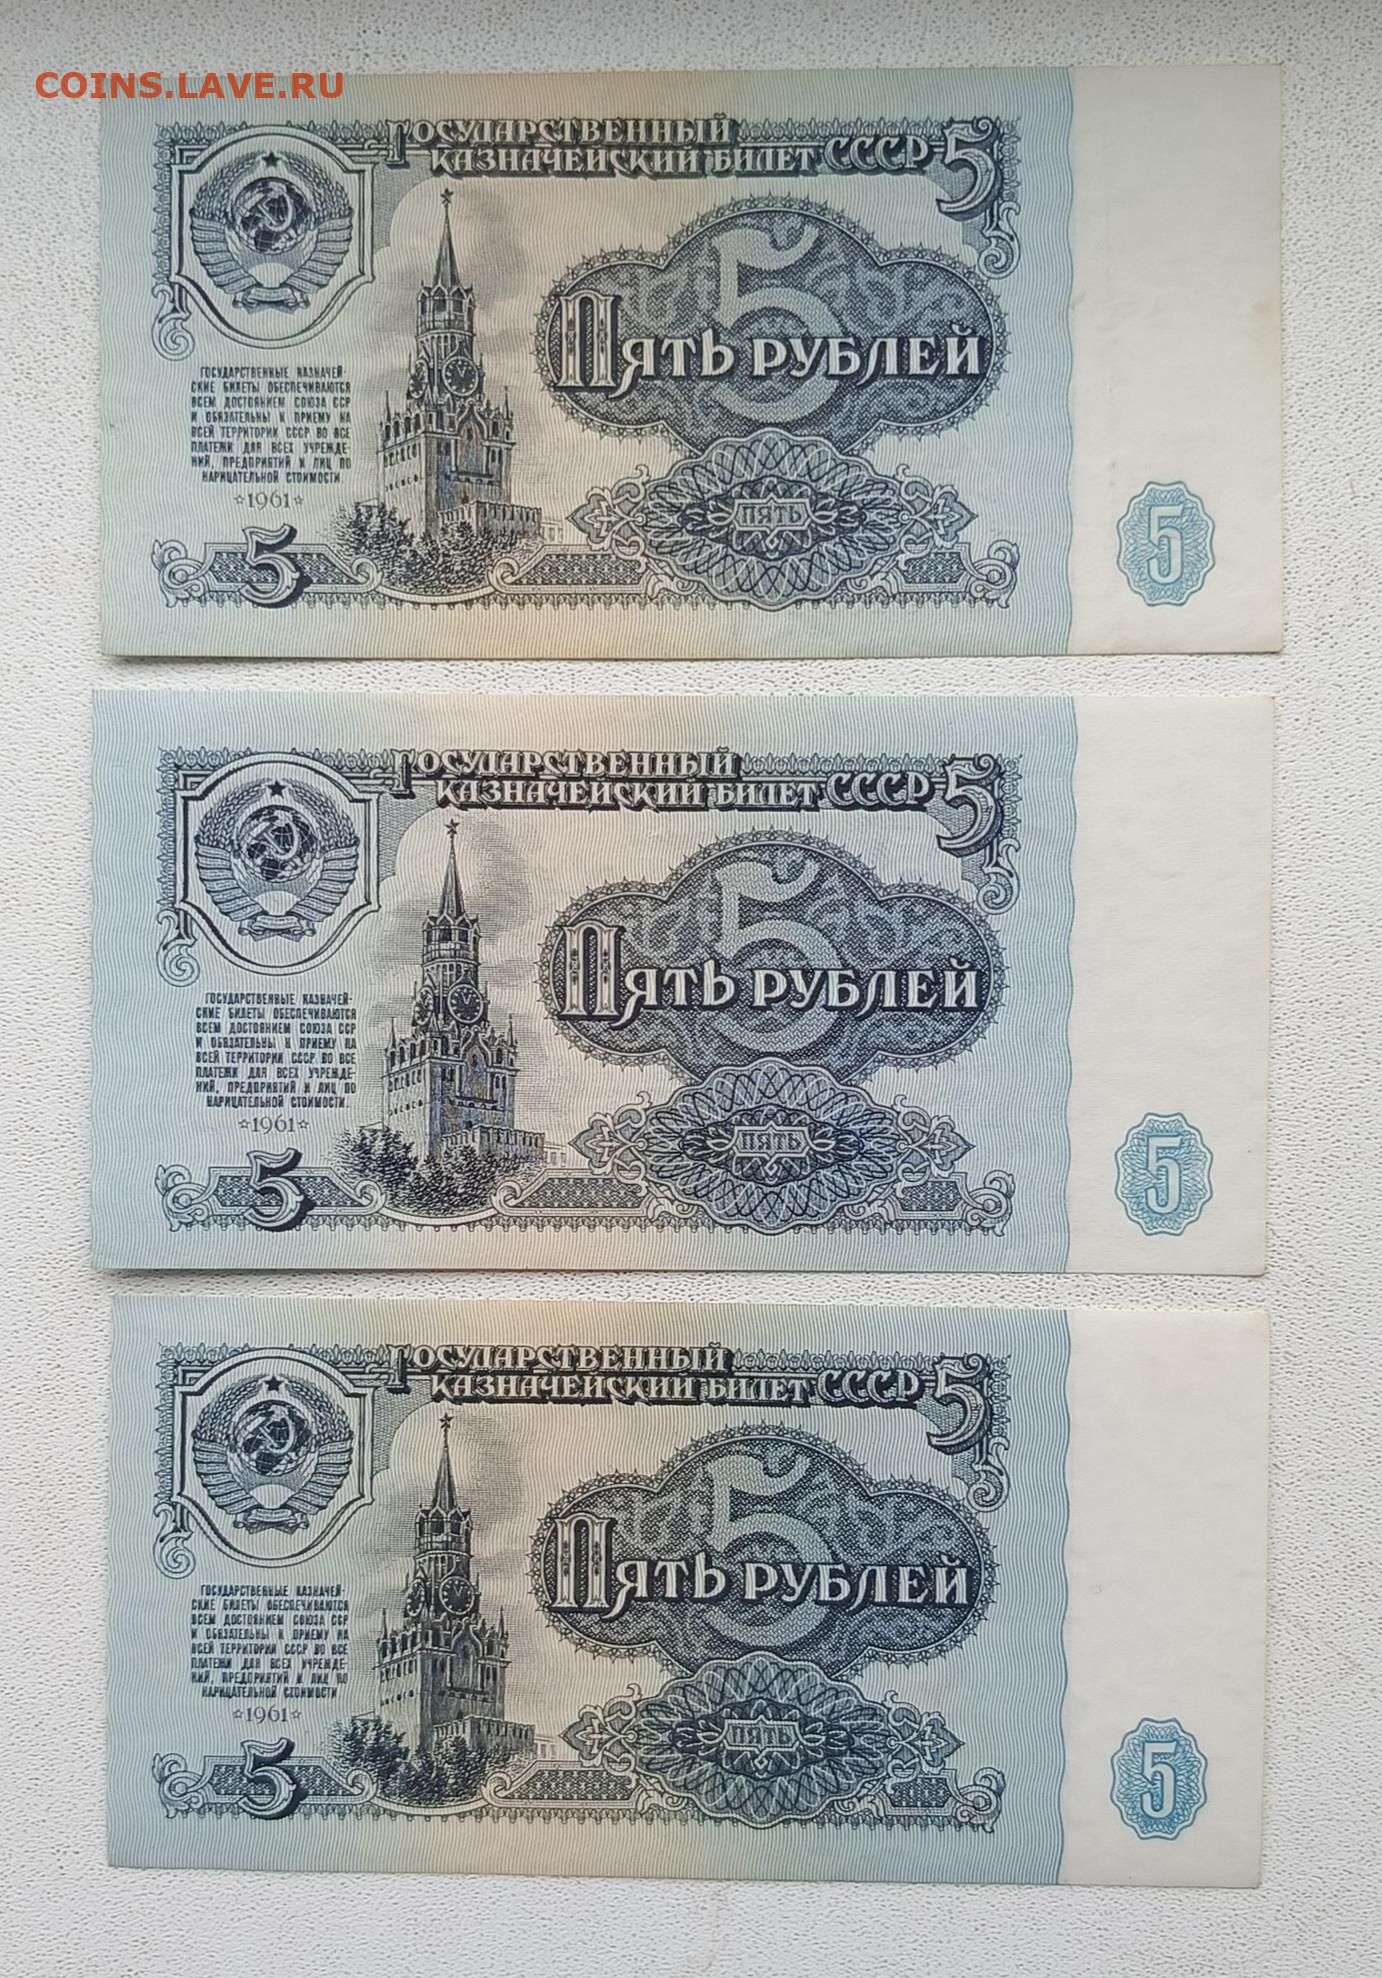 COINS.LAVE.RU
ГОСУДАРСТВЕННЫЙ
КАЗНАЧЕЙСКИЙ БИЛЕТ СССР 5
5
ПЯТЬ РУБЛЕЙ
ГОСУДАРСТВЕННЫЕ КАЗНАЧЕЙ-
СКИЕ БИЛЕТЫ ОБЕСПЕЧИВАЮТСЯ
ВСЕМ ДОСТОЯНИЕМ СОЮЗА ССР
И ОБЯЗАТЕЛЬНЫ К ПРИЕМУ НА
ВСЕЙ ТЕРРИТОРИИ СССР ВО ВСЕ
ПЛАТЕЖИ ДЛЯ ВСЕХ УЧРЕЖДЕ-
НИЙ, ПРЕДПРИЯТИЙ И ЛИЦ ПО
НАРИЦАТЕЛЬНОЙ СТОИМОСТИ
☆1961☆
ПЯТЬ
5
5
ГОСУДАРСТВЕННЫЙ
КАЗНАЧЕЙСКИЙ БИЛЕТ СССР 5
5
ПЯТЬ РУБЛЕЙ
ГОСУДАРСТВЕННЫЕ КАЗНАЧЕЙ-
СКИЕ БИЛЕТЫ ОБЕСПЕЧИВАЮТСЯ
ВСЕМ ДОСТОЯНИЕМ СОЮЗА ССР
И ОБЯЗАТЕЛЬНЫ К ПРИЕМУ НА
ВСЕЙ ТЕРРИТОРИИ СССР ВО ВСЕ
ПЛАТЕЖИ ДЛЯ ВСЕХ УЧРЕЖДЕ-
НИЙ, ПРЕДПРИЯТИЙ И ЛИЦ ПО
НАРИЦАТЕЛЬНОЙ СТОИМОСТИ.
☆1961☆
ПЯТЬ
5
5
ГОСУДАРСТВЕННЫЙ
КАЗНАЧЕЙСКИЙ БИЛЕТ СССР 5
5
ПЯТЬ РУБЛЕЙ
ГОСУДАРСТВЕННЫЕ КАЗНАЧЕЙ-
СКИЕ БИЛЕТЫ ОБЕСПЕЧИВАЮТСЯ
ВСЕМ ДОСТОЯНИЕМ СОЮЗА ССР
И ОБЯЗАТЕЛЬНЫ К ПРИЕМУ НА
ВСЕЙ ТЕРРИТОРИИ СССР ВО ВСЕ
ПЛАТЕЖИ ДЛЯ ВСЕХ УЧРЕЖДЕ-
НИЙ, ПРЕДПРИЯТИЙ И ЛИЦ ПО
НАРИЦАТЕЛЬНОЙ СТОИМОСТИ
☆1961☆
ПЯТЬ
5
5